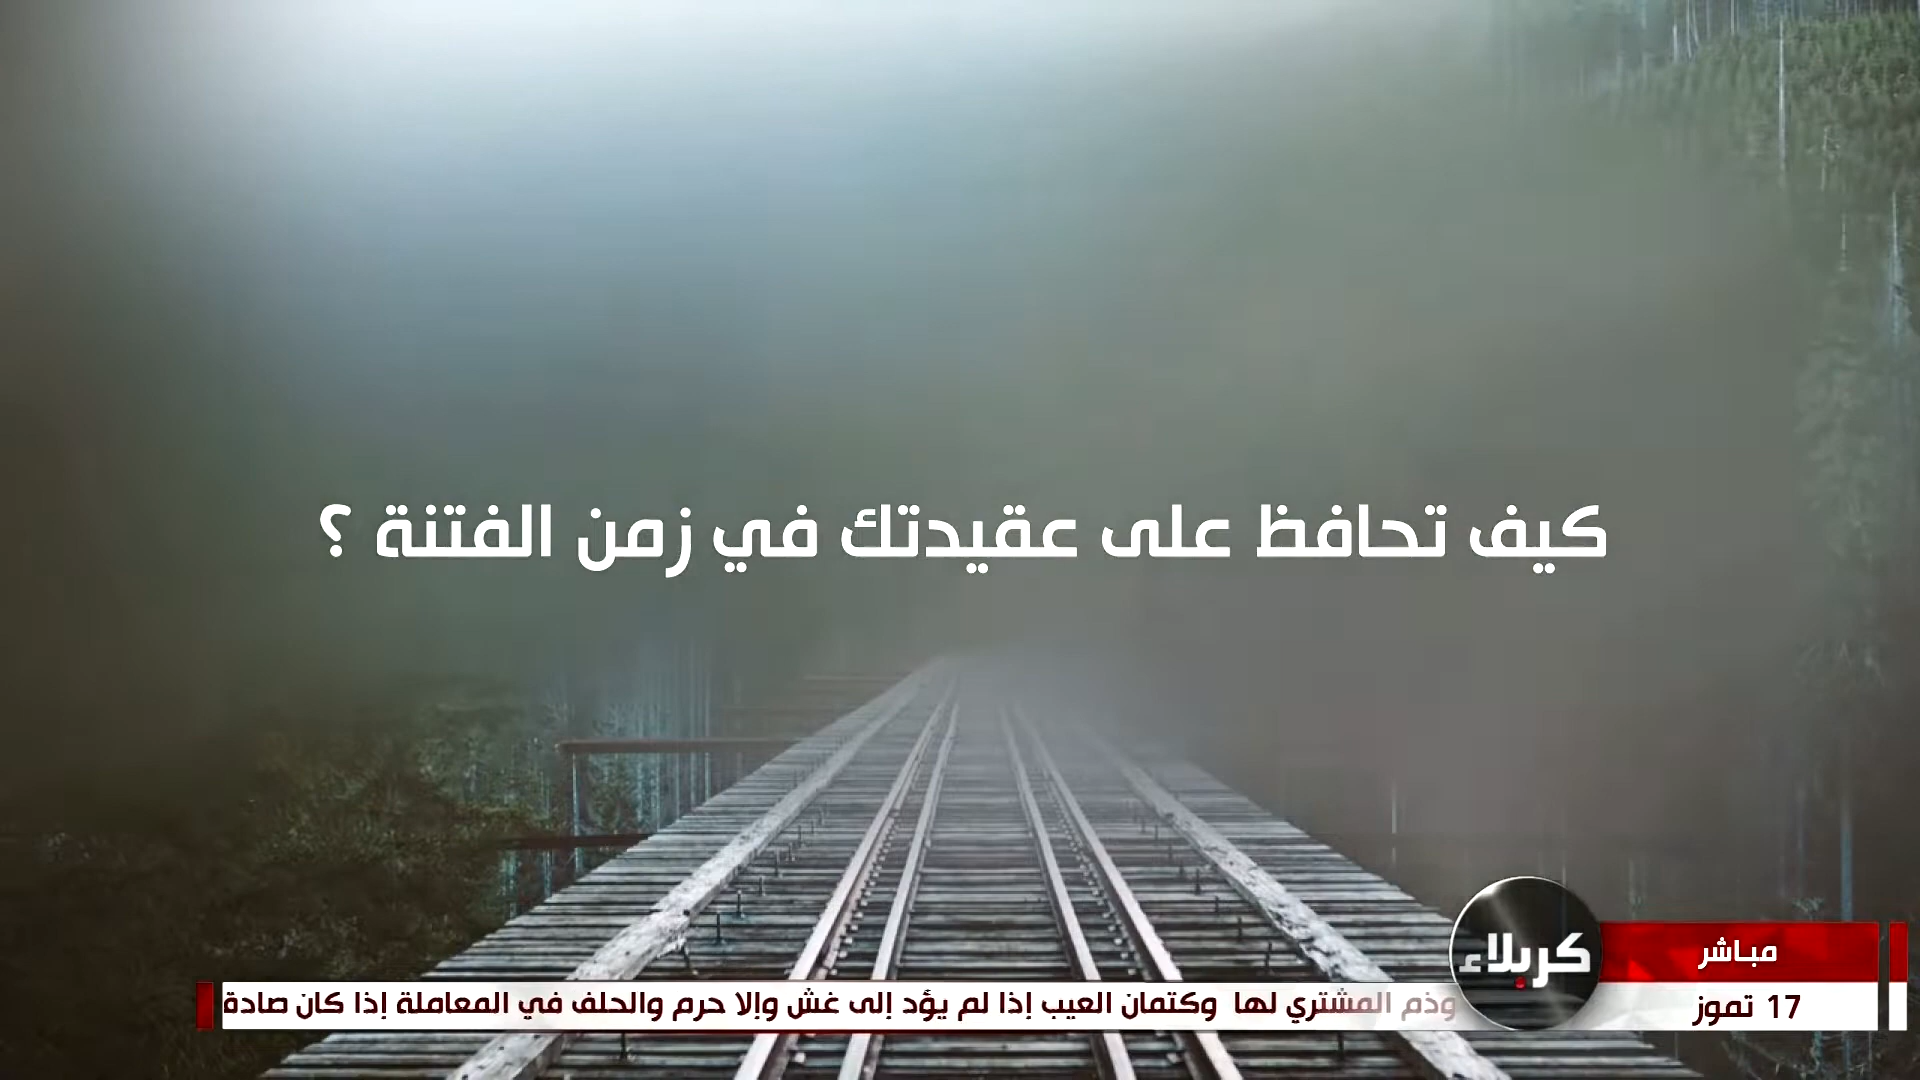 كيف تحافظ على عقيدتك في زمن الفتنة ؟
مباشر
كربلاء
17 تموز
وذم المشتري لها وكتمان العيب إذا لم يؤد إلى غش وإلا حرم والحلف في المعاملة إذا كان